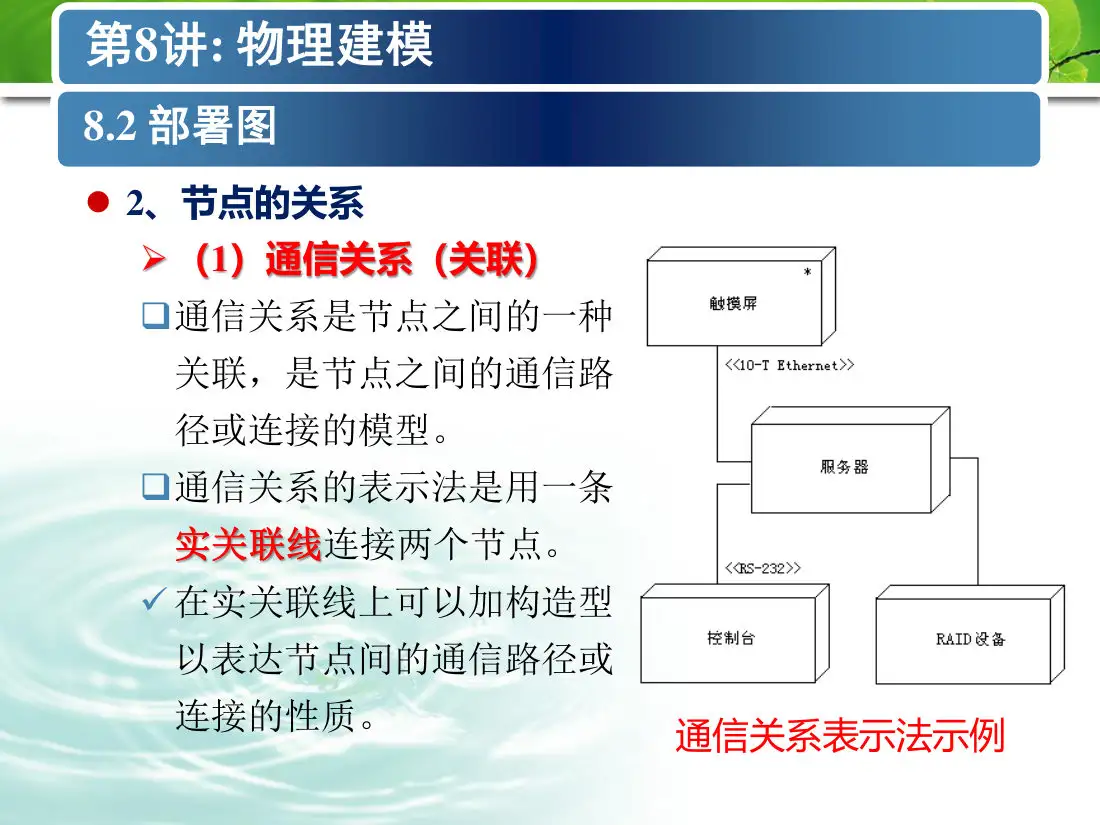 第8讲: 物理建模
8.2 部署图
2、节点的关系
（1）通信关系（关联）
通信关系是节点之间的一种
关联，是节点之间的通信路
径或连接的模型。
通信关系的表示法是用一条
实关联线连接两个节点。
在实关联线上可以加构造型
以表达节点间的通信路径或
连接的性质。
*
触摸屏
<<10-T Ethernet>>
服务器
<<RS-232>>
控制台
RAID设备
通信关系表示法示例